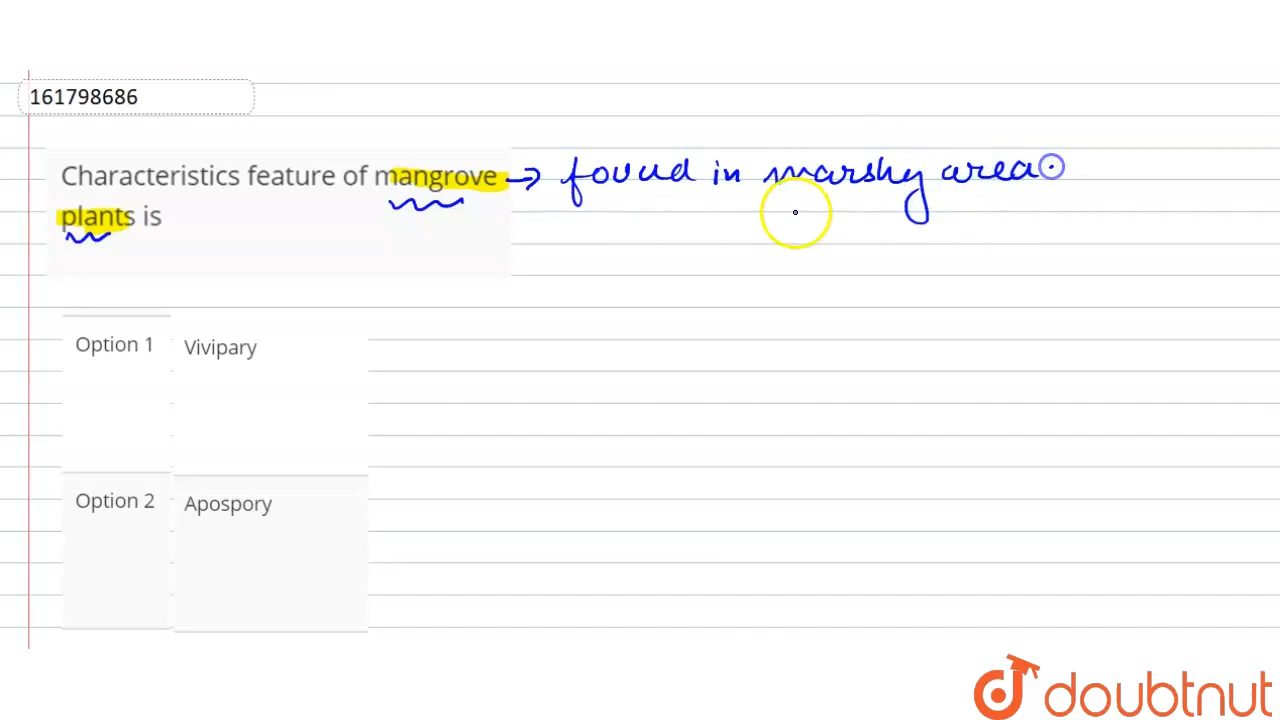 161798686
Characteristics feature of mangrove → found in marshy area.
plants is
Option 1 Vivipary
Option 2 Apospory
doubtnut